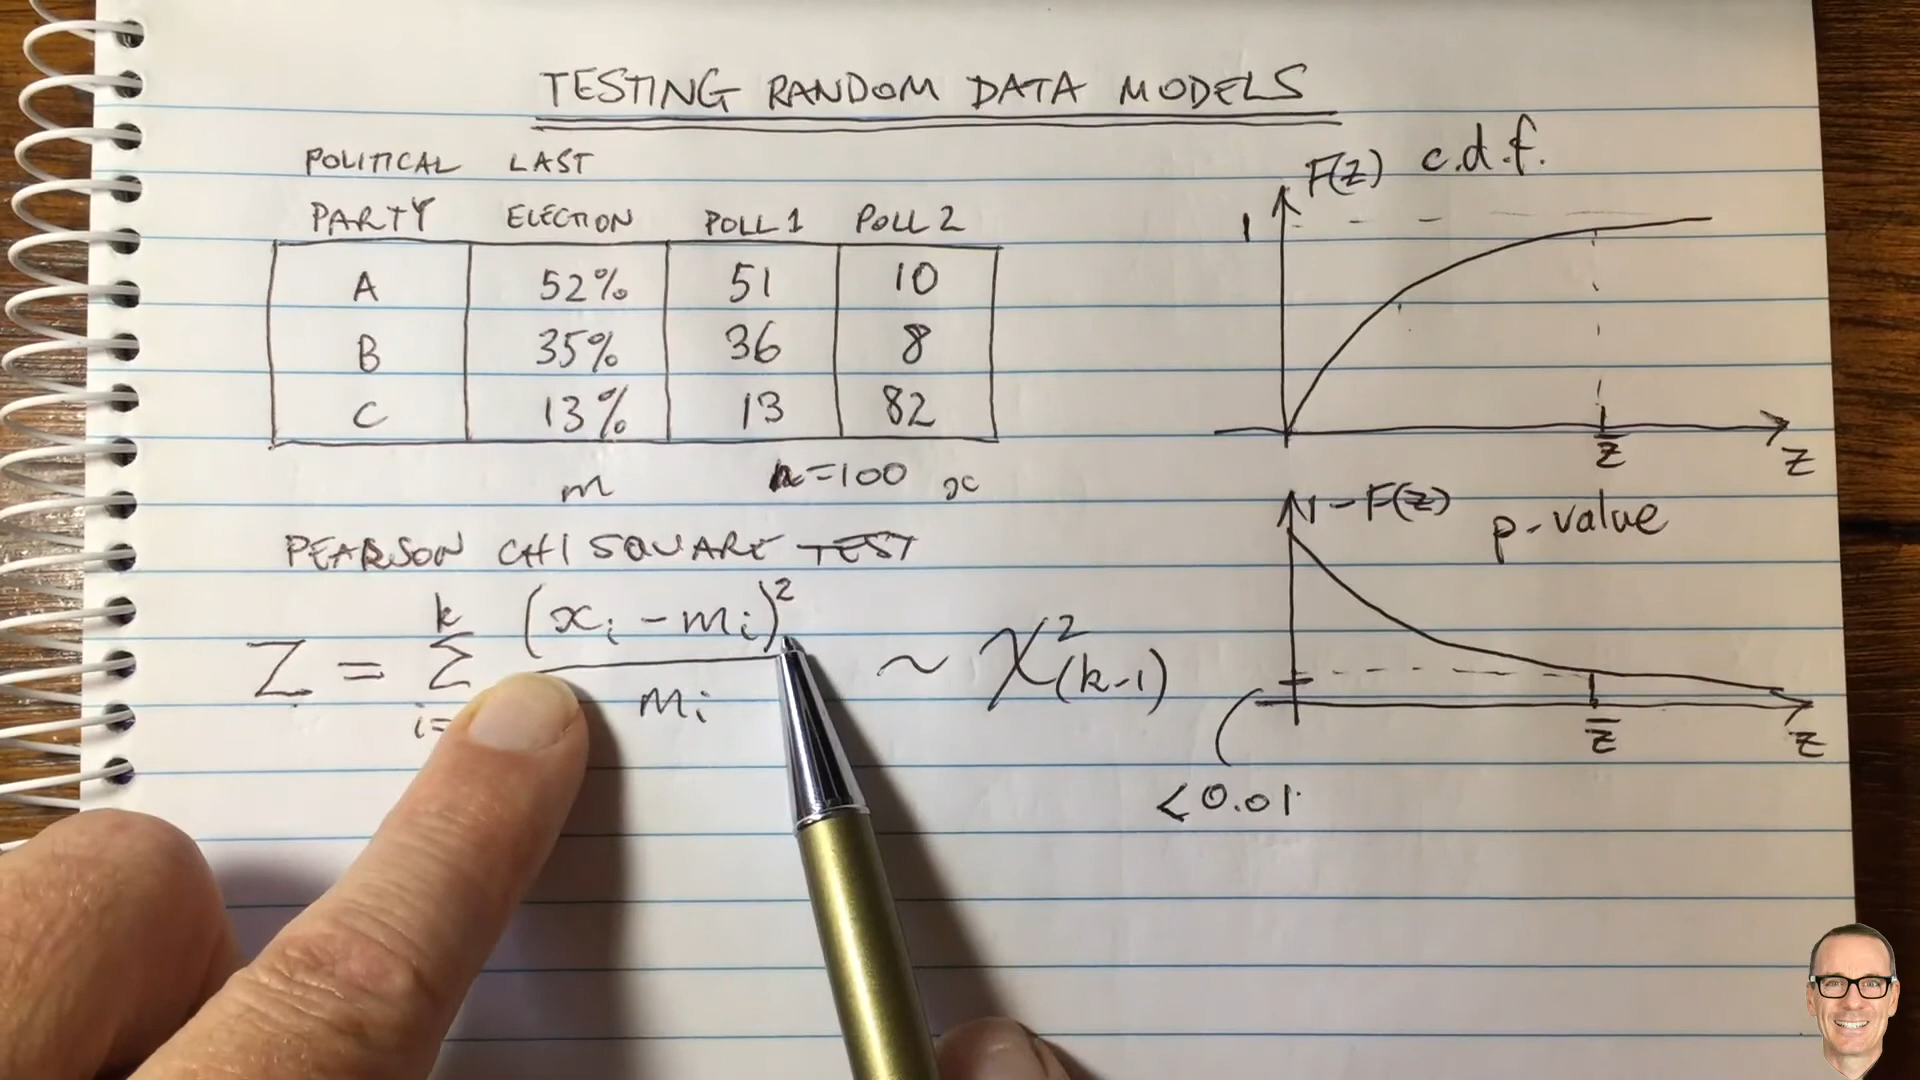 TESTING RANDOM DATA MODELS
POLITICAL LAST
PARTY ELECTION POLL 1 POLL 2
A 52% 51 10
B 35% 36 8
C 13% 13 82
m n=100 x
PEARSON CHI SQUARE TEST
Z = k Σ i= (xᵢ - mᵢ)² / mᵢ ~ χ²(k-1)
F(z) c.d.f.
1
z̄ z
1-F(z) p-value
z̄ z
<0.01